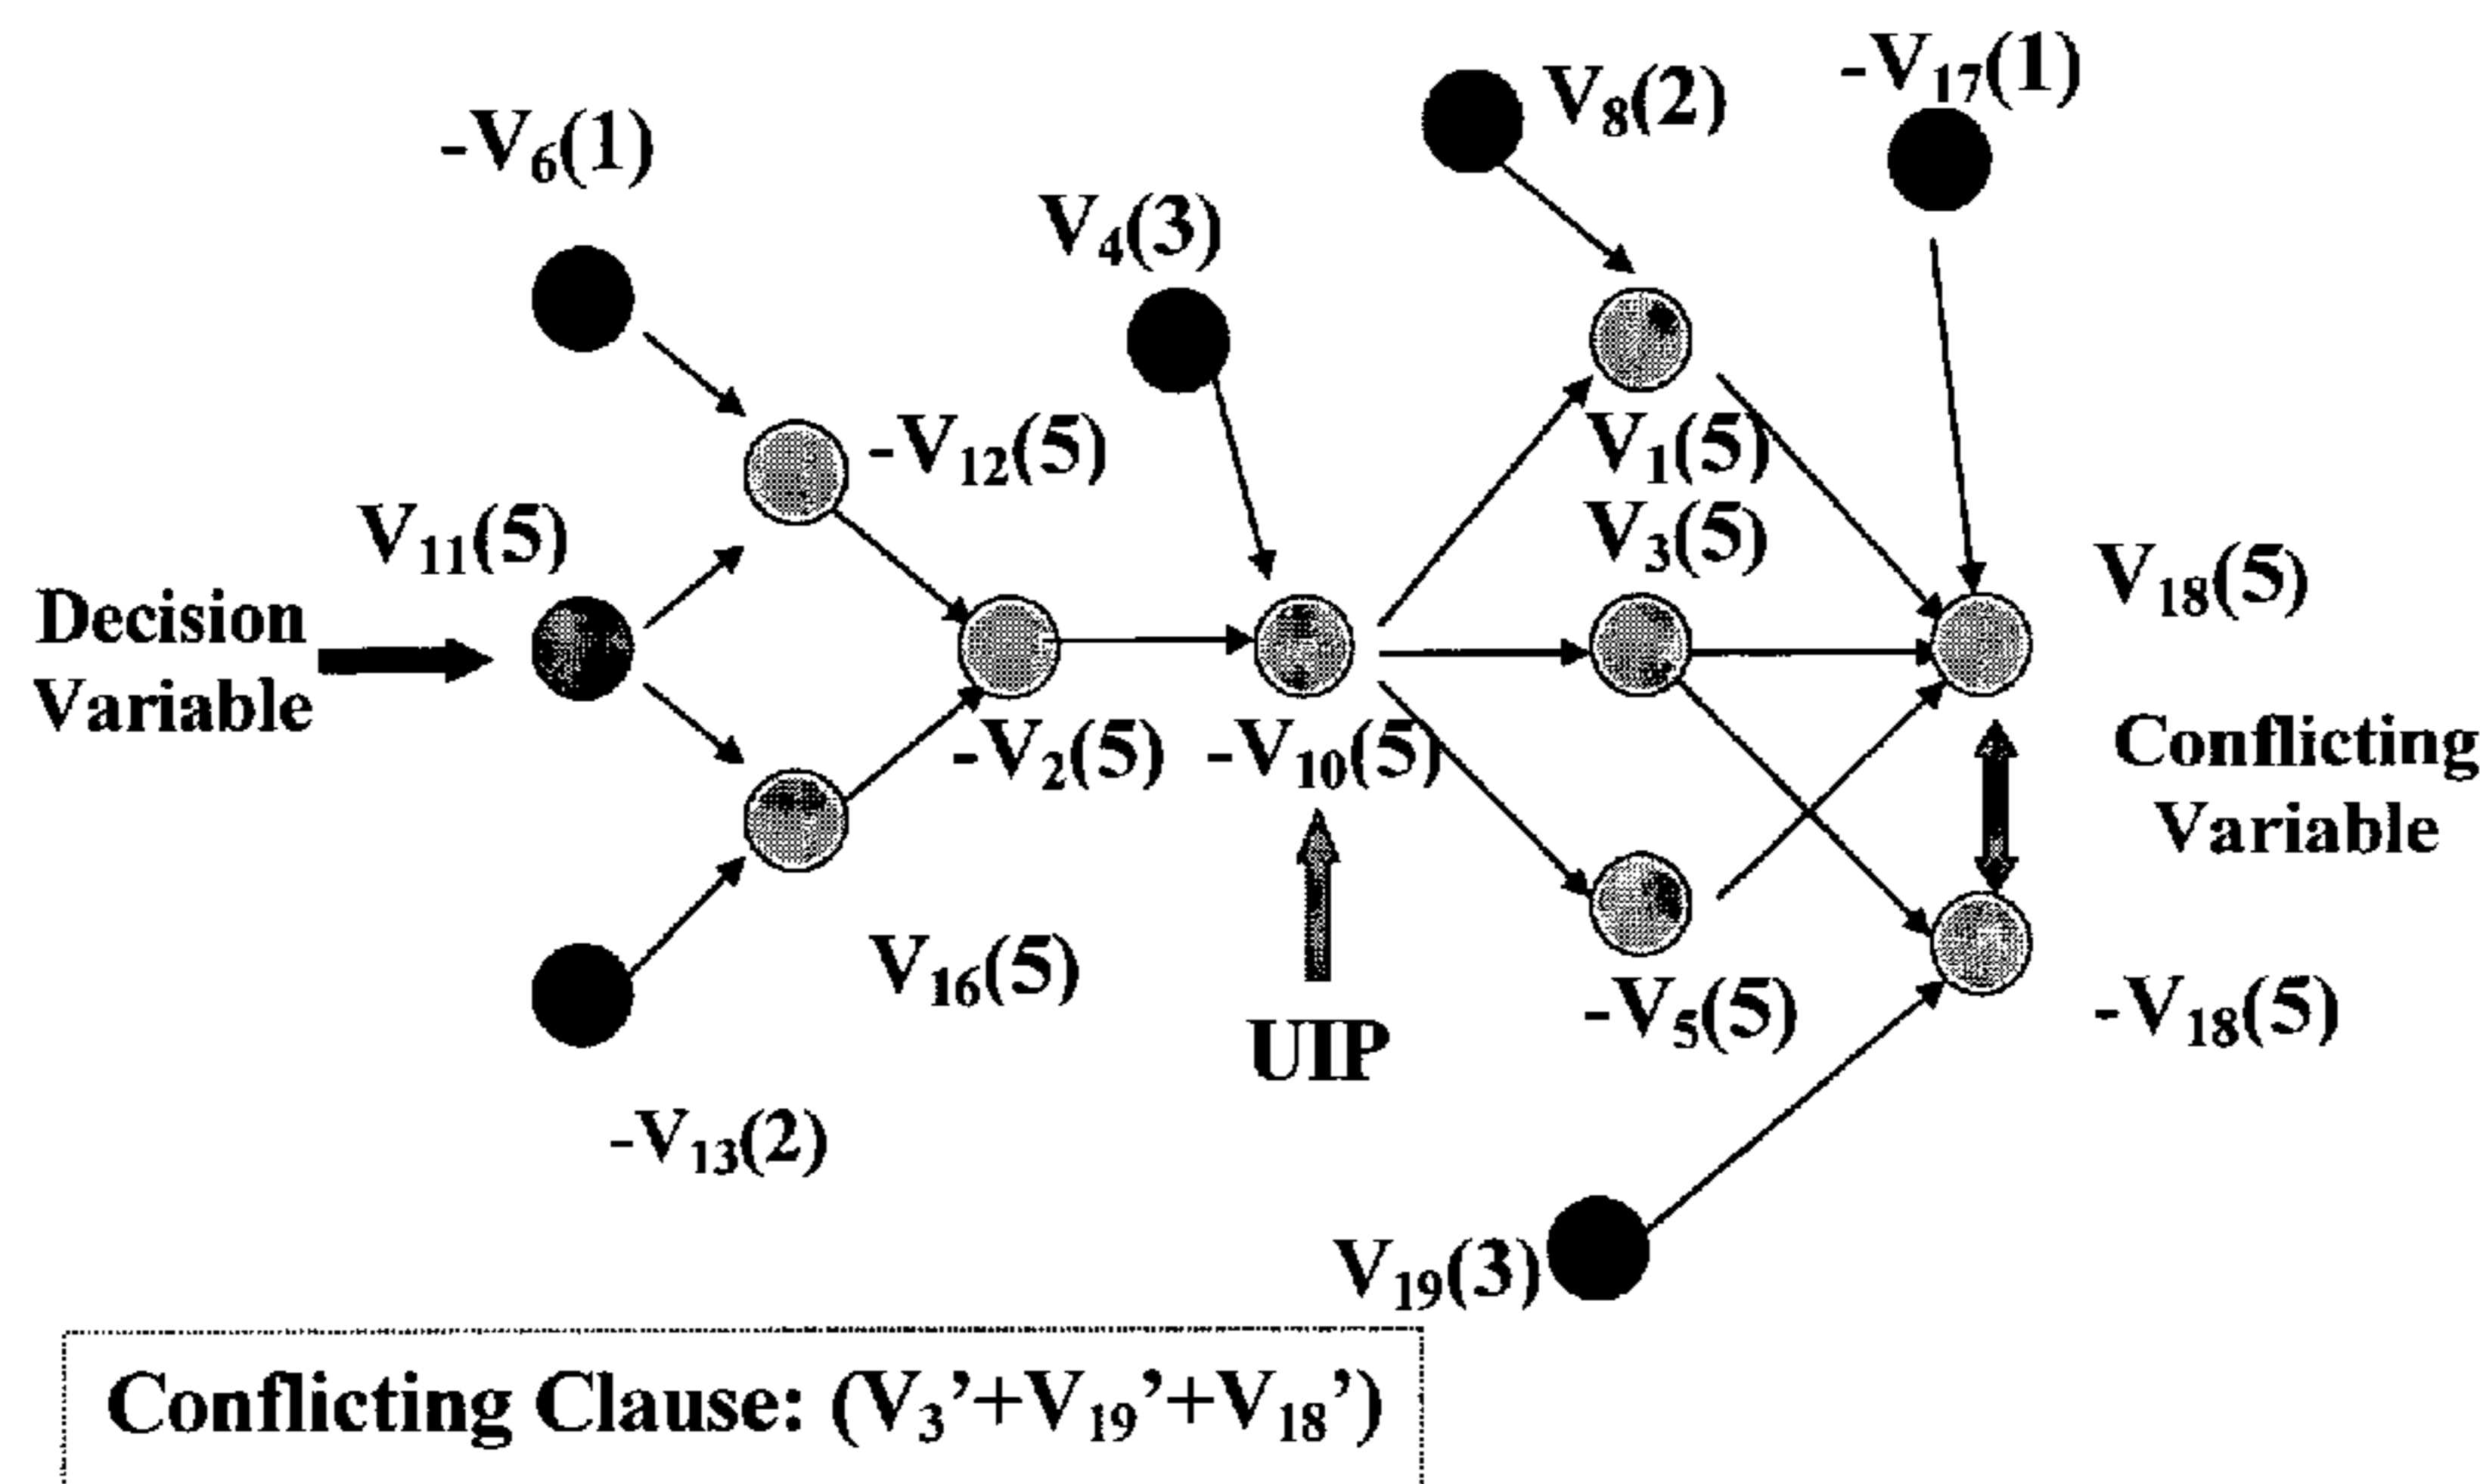 -V₆(1)
V₈(2)
-V₁₇(1)
V₄(3)
-V₁₂(5)
V₁(5)
V₁₁(5)
V₃(5)
V₁₈(5)
Decision
Variable
-V₂(5)
-V₁₀(5)
Conflicting
Variable
V₁₆(5)
UIP
-V₅(5)
-V₁₈(5)
-V₁₃(2)
V₁₉(3)
Conflicting Clause: (V₃’+V₁₉’+V₁₈’)